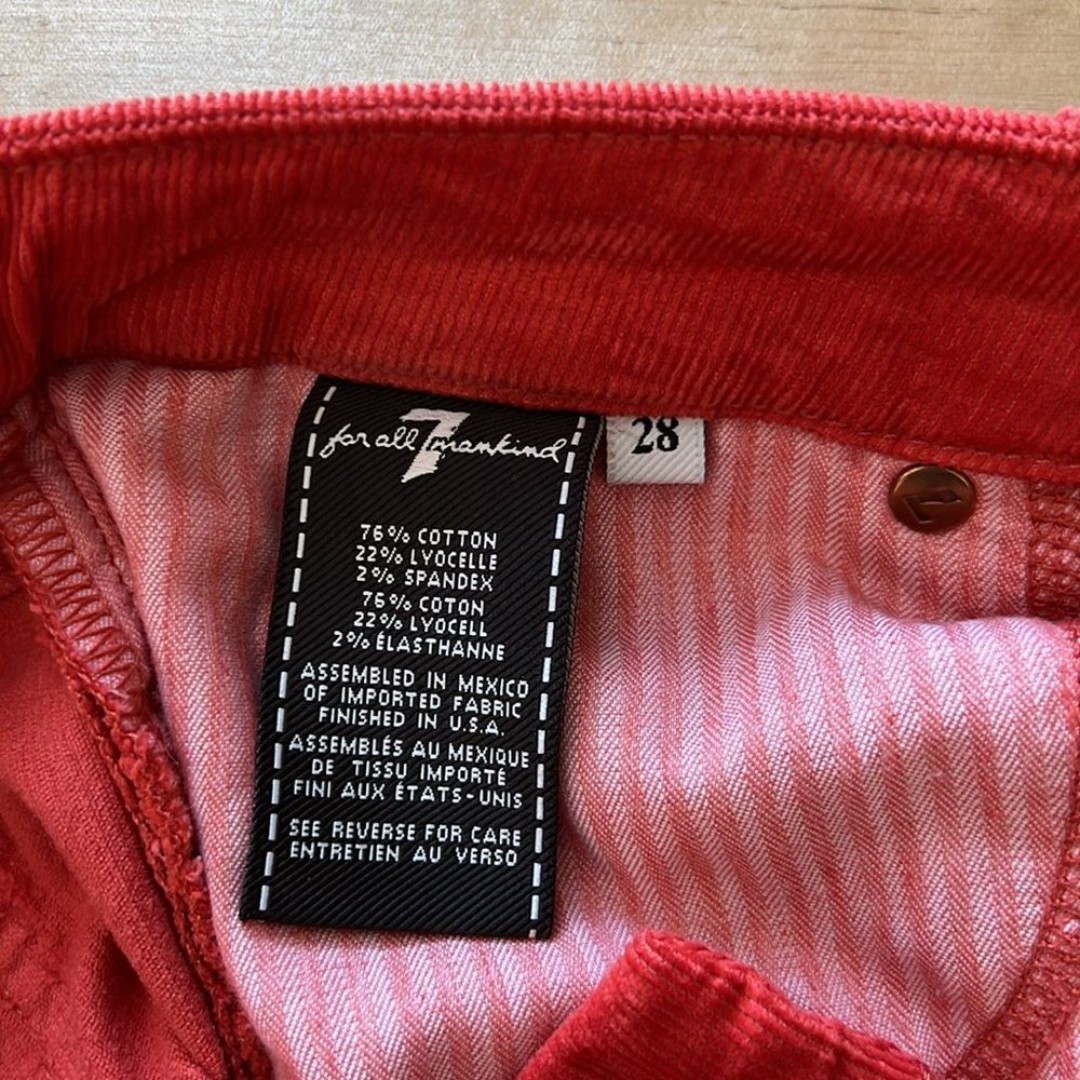 for all 7 mankind
28
76% COTTON
22% LYOCELLE
2% SPANDEX
76% COTON
22% LYOCELL
2% ÉLASTHANNE
ASSEMBLED IN MEXICO
OF IMPORTED FABRIC
FINISHED IN U.S.A.
ASSEMBLÉS AU MEXIQUE
DE TISSU IMPORTÉ
FINI AUX ÉTATS-UNIS
SEE REVERSE FOR CARE
ENTRETIEN AU VERSO